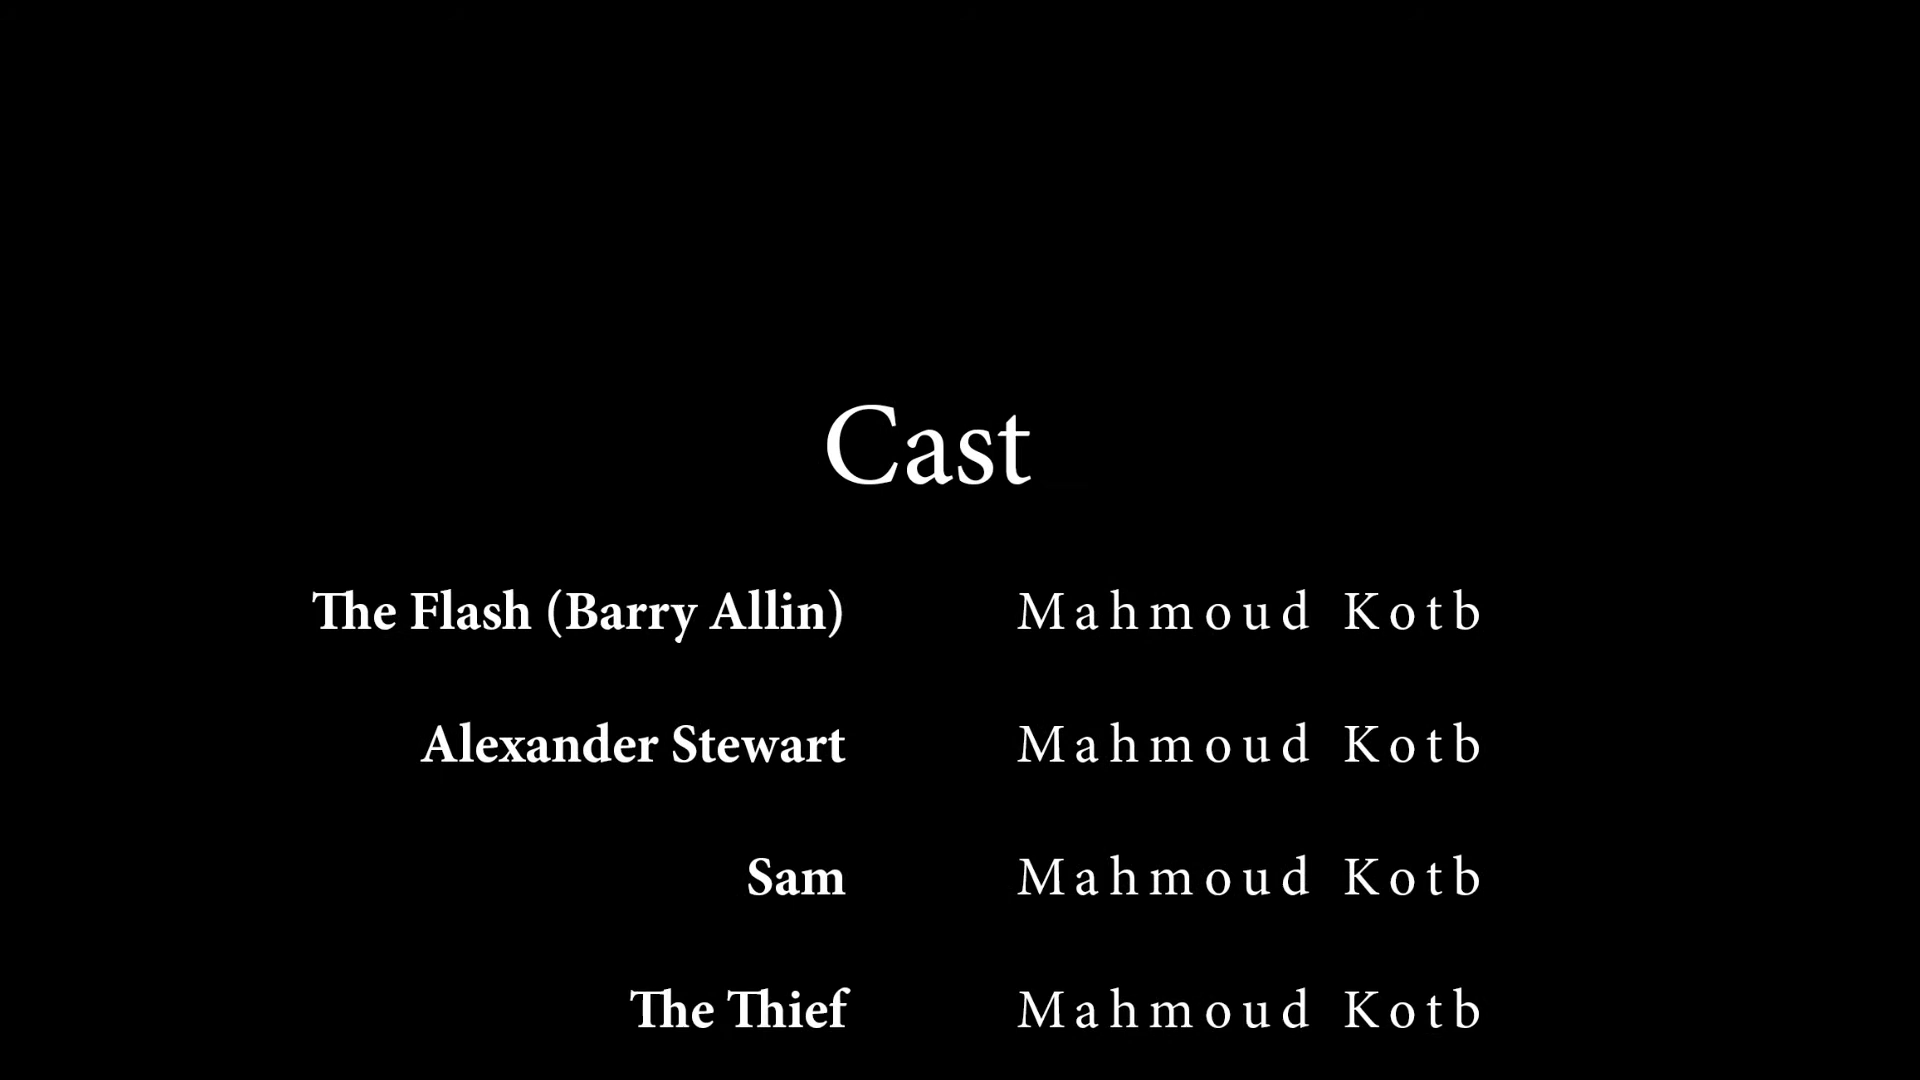 Cast
The Flash (Barry Allin) Mahmoud Kotb
Alexander Stewart Mahmoud Kotb
Sam Mahmoud Kotb
The Thief Mahmoud Kotb